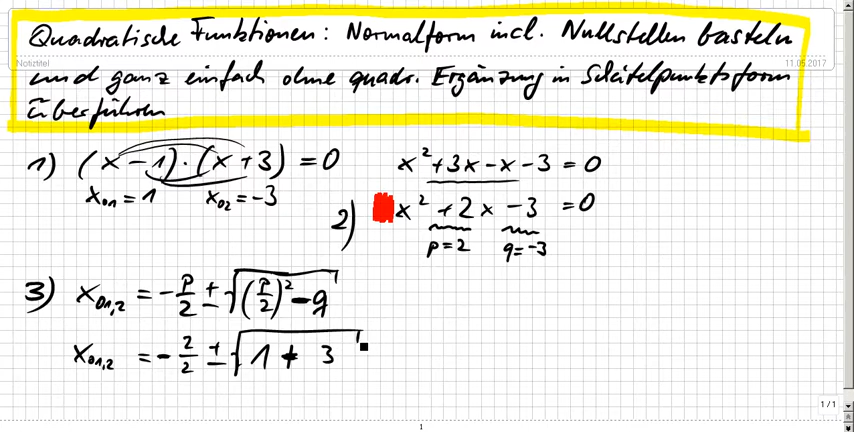 Quadratische Funktionen: Normalform incl. Nullstellen basteln
Notiztitel 11.05.2017
und ganz einfach ohne quadr. Ergänzung in Scheitelpunktsform
überführen
1) (x - 1) · (x + 3) = 0 x² + 3x - x - 3 = 0
x₀₁ = 1 x₀₂ = -3
2) x² + 2x - 3 = 0
p = 2 q = -3
3) x₀₁,₂ = - p/2 ± √((p/2)² - q)
x₀₁,₂ = - 2/2 ± √(1 + 3)
1 / 1
1